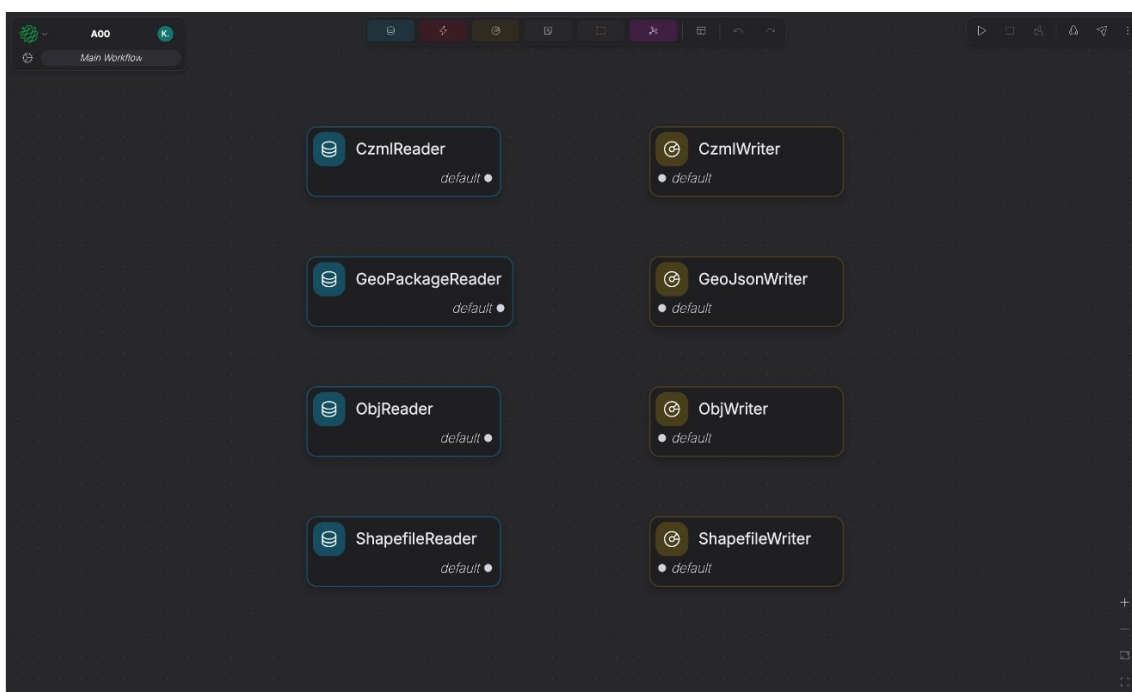 A00
K.
Main Workflow
CzmlReader
default
CzmlWriter
default
GeoPackageReader
default
GeoJsonWriter
default
ObjReader
default
ObjWriter
default
ShapefileReader
default
ShapefileWriter
default